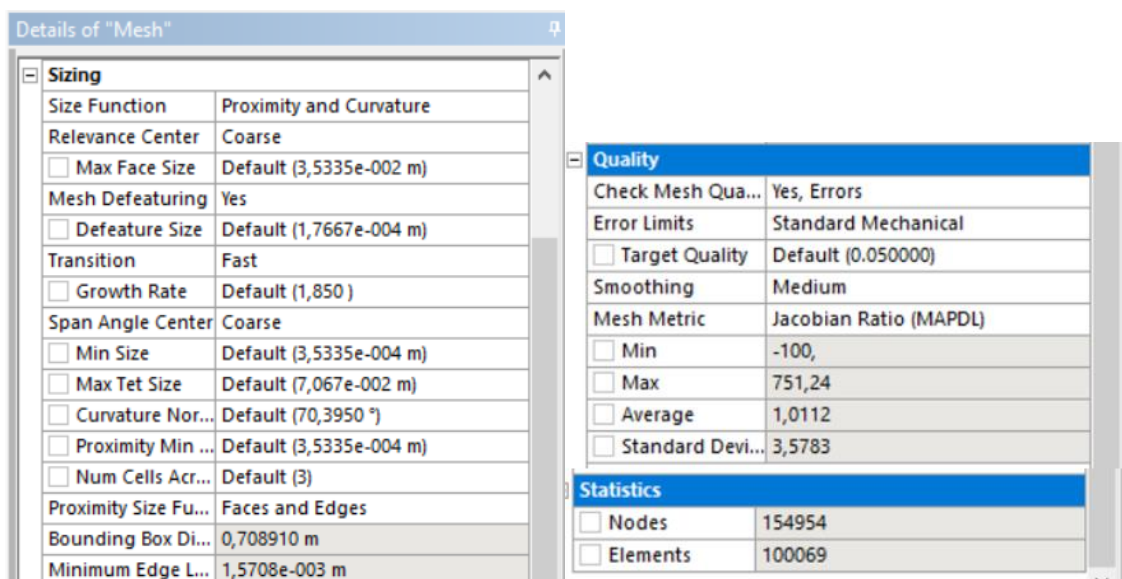 Details of "Mesh"
Sizing
Size Function Proximity and Curvature
Relevance Center Coarse
Max Face Size Default (3,5335e-002 m)
Mesh Defeaturing Yes
Defeature Size Default (1,7667e-004 m)
Transition Fast
Growth Rate Default (1,850 )
Span Angle Center Coarse
Min Size Default (3,5335e-004 m)
Max Tet Size Default (7,067e-002 m)
Curvature Nor... Default (70,3950 °)
Proximity Min ... Default (3,5335e-004 m)
Num Cells Acr... Default (3)
Proximity Size Fu... Faces and Edges
Bounding Box Di... 0,708910 m
Minimum Edge L... 1,5708e-003 m
Quality
Check Mesh Qua... Yes, Errors
Error Limits Standard Mechanical
Target Quality Default (0.050000)
Smoothing Medium
Mesh Metric Jacobian Ratio (MAPDL)
Min -100,
Max 751,24
Average 1,0112
Standard Devi... 3,5783
Statistics
Nodes 154954
Elements 100069